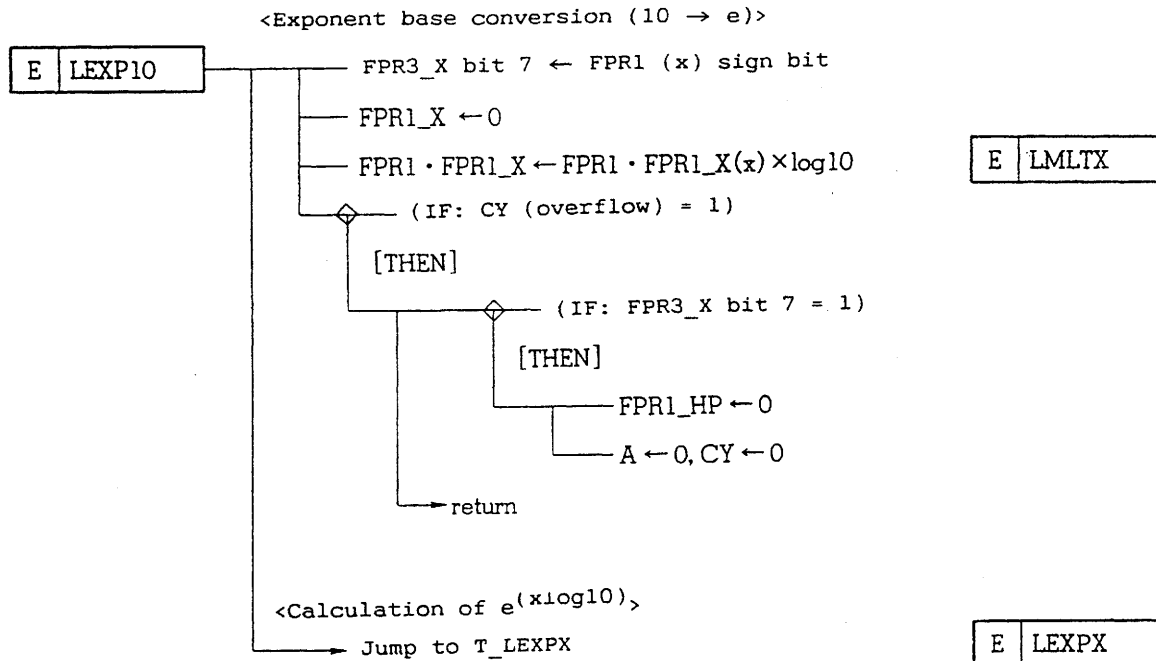 <Exponent base conversion (10 → e)>
E LEXP10
FPR3_X bit 7 ← FPR1 (x) sign bit
FPR1_X ← 0
FPR1・FPR1_X ← FPR1・FPR1_X(x) × log10
E LMLTX
(IF: CY (overflow) = 1)
[THEN]
(IF: FPR3_X bit 7 = 1)
[THEN]
FPR1_HP ← 0
A ← 0, CY ← 0
return
<Calculation of e(xlog10)>
Jump to T_LEXPX
E LEXPX